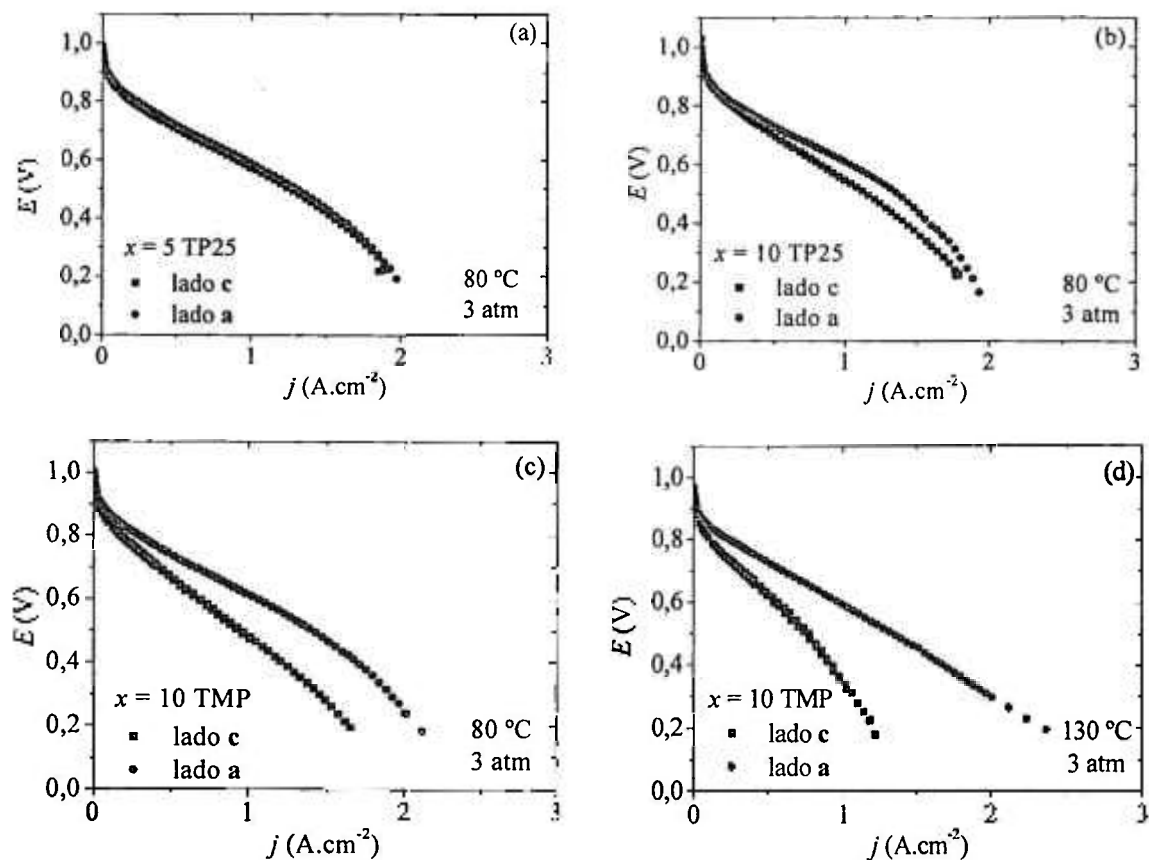 (a)
1,0
0,8
0,6
0,4
0,2
0,0
E (V)
x = 5 TP25
lado c
lado a
80 ºC
3 atm
0 1 2 3
j (A.cm-2)
(b)
1,0
0,8
0,6
0,4
0,2
0,0
E (V)
x = 10 TP25
lado c
lado a
80 ºC
3 atm
0 1 2 3
j (A.cm-2)
(c)
1,0
0,8
0,6
0,4
0,2
0,0
E (V)
x = 10 TMP
lado c
lado a
80 ºC
3 atm
0 1 2 3
j (A.cm-2)
(d)
1,0
0,8
0,6
0,4
0,2
0,0
E (V)
x = 10 TMP
lado c
lado a
130 ºC
3 atm
0 1 2 3
j (A.cm-2)